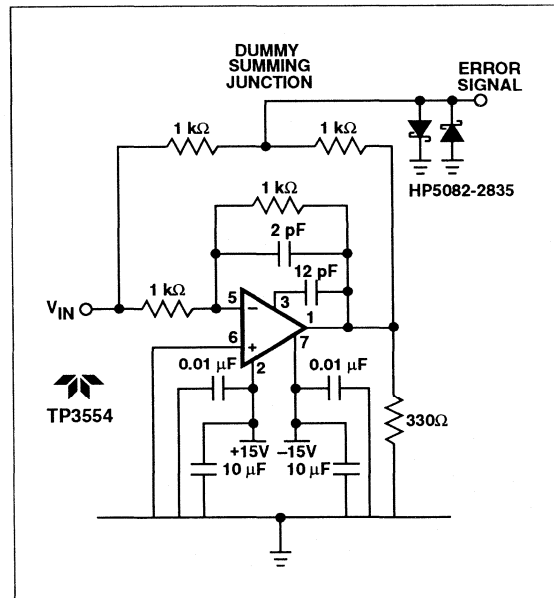 DUMMY
SUMMING
JUNCTION
ERROR
SIGNAL
1 kΩ
1 kΩ
HP5082-2835
1 kΩ
2 pF
12 pF
1 kΩ
VIN
5
−
3
1
6
+
7
2
0.01 µF
0.01 µF
TP3554
330Ω
+15V
−15V
10 µF
10 µF